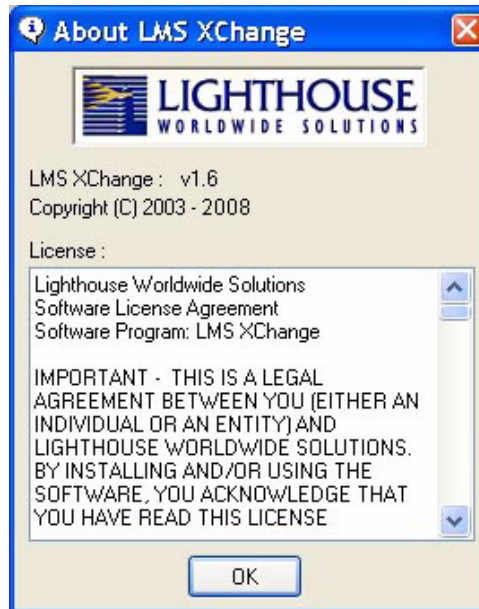 About LMS XChange
LIGHTHOUSE
WORLDWIDE SOLUTIONS
LMS XChange : v1.6
Copyright (C) 2003 - 2008
License :
Lighthouse Worldwide Solutions
Software License Agreement
Software Program: LMS XChange
IMPORTANT - THIS IS A LEGAL
AGREEMENT BETWEEN YOU (EITHER AN
INDIVIDUAL OR AN ENTITY) AND
LIGHTHOUSE WORLDWIDE SOLUTIONS.
BY INSTALLING AND/OR USING THE
SOFTWARE, YOU ACKNOWLEDGE THAT
YOU HAVE READ THIS LICENSE
OK